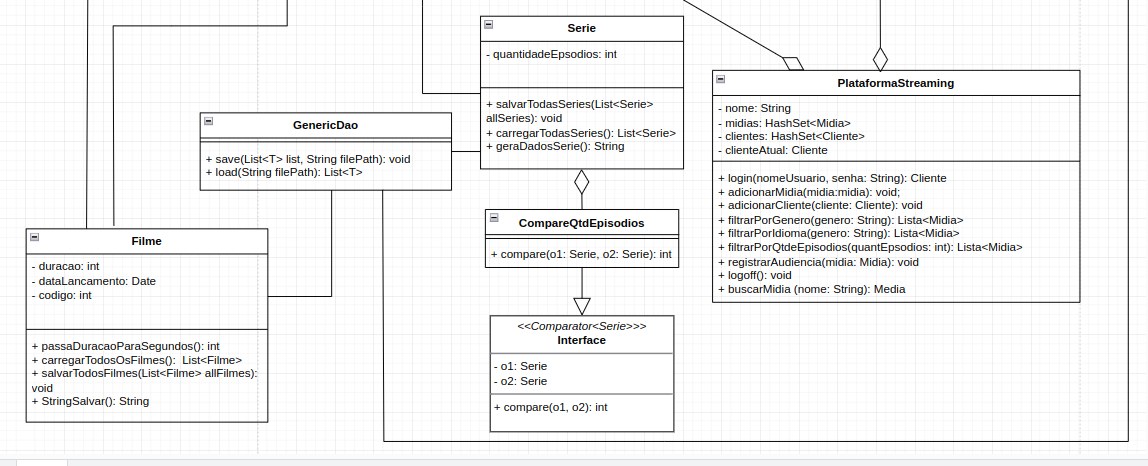 Serie
- quantidadeEpsodios: int
+ salvarTodasSeries(List<Serie>
allSeries): void
+ carregarTodasSeries(): List<Serie>
+ geraDadosSerie(): String
PlataformaStreaming
- nome: String
- midias: HashSet<Midia>
- clientes: HashSet<Cliente>
- clienteAtual: Cliente
+ login(nomeUsuario, senha: String): Cliente
+ adicionarMidia(midia:midia): void;
+ adicionarCliente(cliente: Cliente): void
+ filtrarPorGenero(genero: String): Lista<Midia>
+ filtrarPorIdioma(genero: String): Lista<Midia>
+ filtrarPorQtdeEpisodios(quantEpsodios: int): Lista<Midia>
+ registrarAudiencia(midia: Midia): void
+ logoff(): void
+ buscarMidia (nome: String): Media
GenericDao
+ save(List<T> list, String filePath): void
+ load(String filePath): List<T>
CompareQtdEpisodios
+ compare(o1: Serie, o2: Serie): int
Filme
- duracao: int
- dataLancamento: Date
- codigo: int
+ passaDuracaoParaSegundos(): int
+ carregarTodosOsFilmes():  List<Filme>
+ salvarTodosFilmes(List<Filme> allFilmes):
void
+ StringSalvar(): String
<<Comparator<Serie>>>
Interface
- o1: Serie
- o2: Serie
+ compare(o1, o2): int